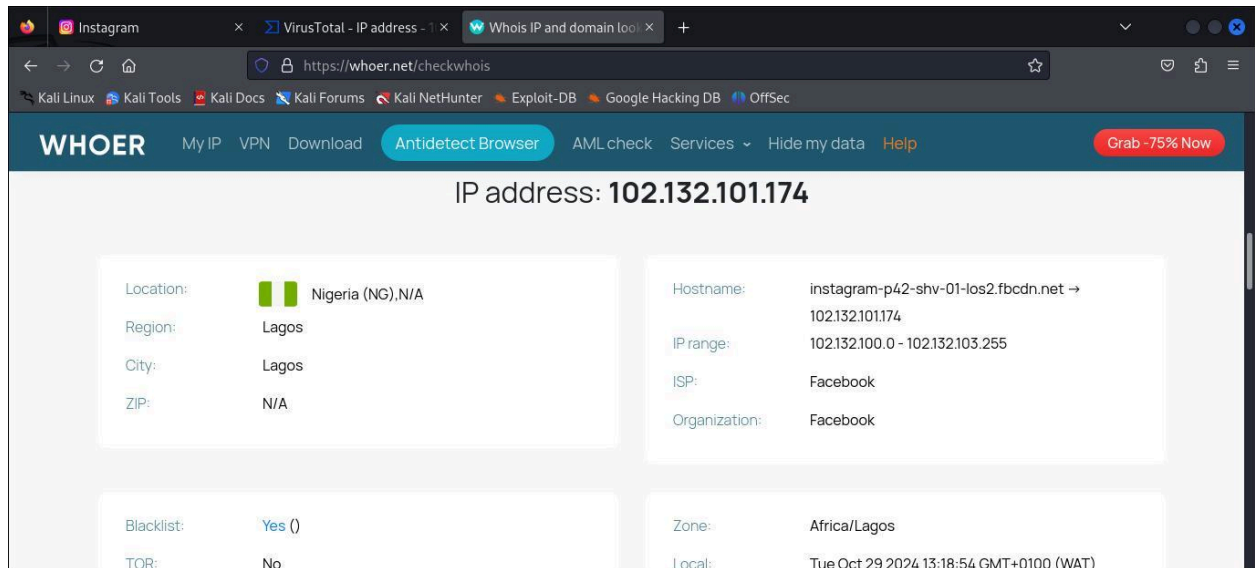 Instagram
VirusTotal - IP address - 1
Whois IP and domain look
https://whoer.net/checkwhois
Kali Linux Kali Tools Kali Docs Kali Forums Kali NetHunter Exploit-DB Google Hacking DB OffSec
WHOER My IP VPN Download Antidetect Browser AML check Services Hide my data Help Grab -75% Now
IP address: 102.132.101.174
Location: Nigeria (NG),N/A
Region: Lagos
City: Lagos
ZIP: N/A
Hostname: instagram-p42-shv-01-los2.fbcdn.net →
102.132.101.174
IP range: 102.132.100.0 - 102.132.103.255
ISP: Facebook
Organization: Facebook
Blacklist: Yes ()
TOR: No
Zone: Africa/Lagos
Local: Tue Oct 29 2024 13:18:54 GMT+0100 (WAT)